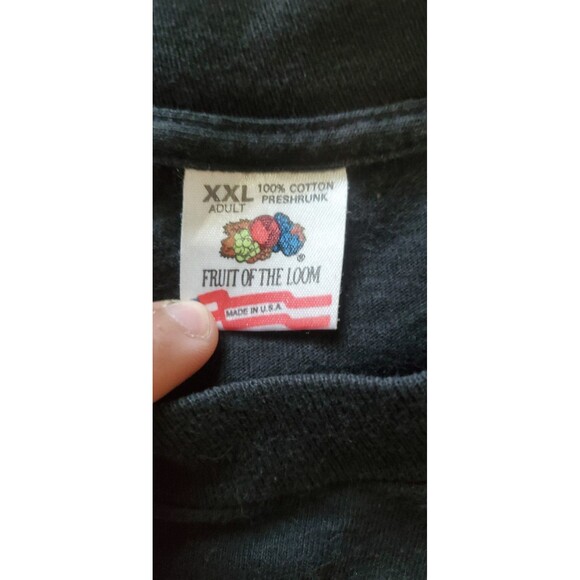 XXL 100% COTTON
ADULT PRESHRUNK
®
FRUIT OF THE LOOM
MADE IN U.S.A.